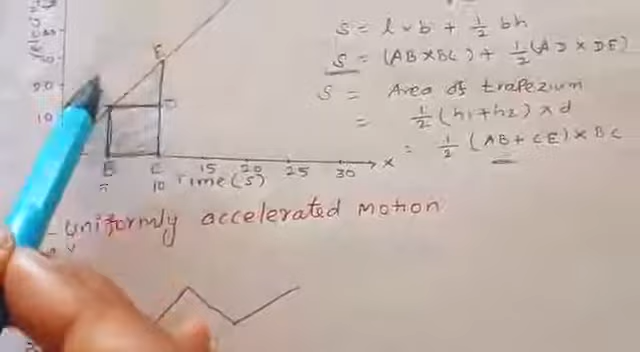 S = l x b + 1/2 bh
S = (AB x BC) + 1/2 (AD x DE)
S = Area of trapezium
= 1/2 (h1 + h2) x d
= 1/2 (AB + CE) x BC
E
20
10
D
B C 15 20 25 30 X
10 Time(s)
uniformly accelerated motion